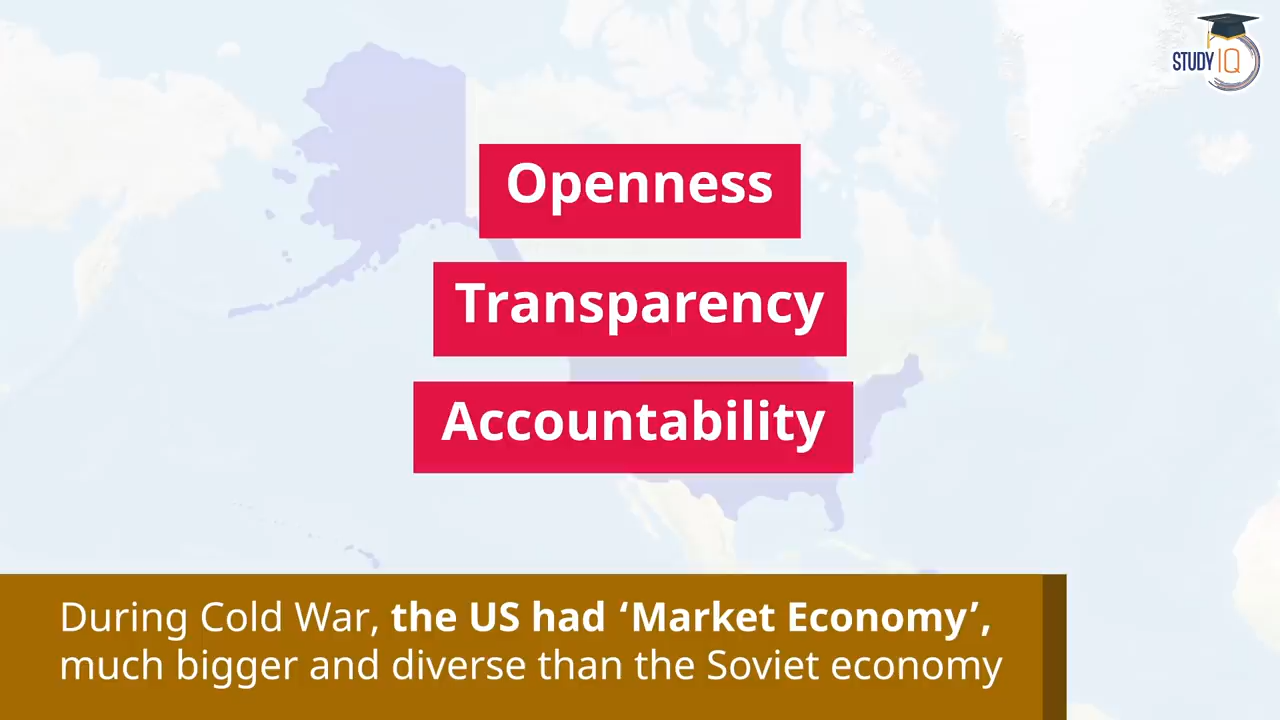 STUDY IQ
Openness
Transparency
Accountability
During Cold War, the US had ‘Market Economy’,
much bigger and diverse than the Soviet economy